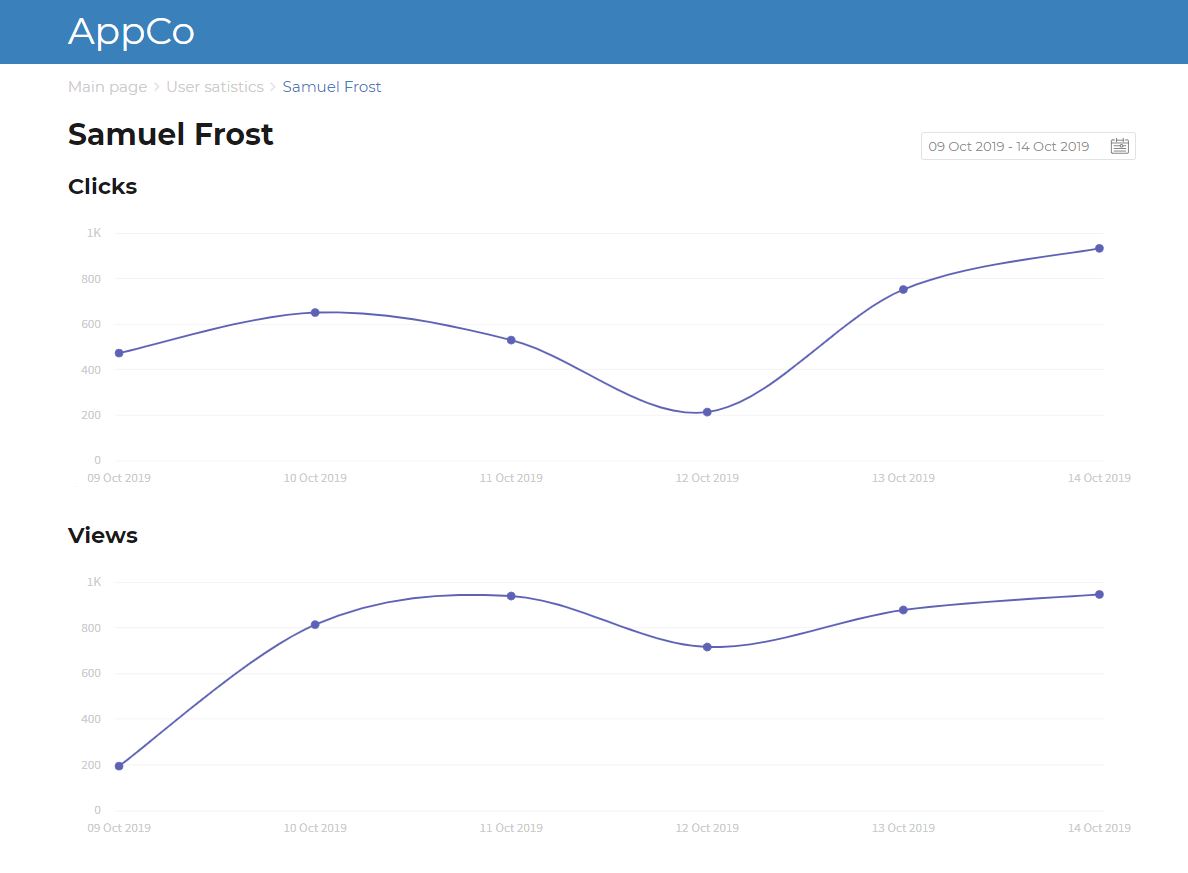 AppCo
Main page > User satistics > Samuel Frost
Samuel Frost
09 Oct 2019 - 14 Oct 2019
Clicks
1K
800
600
400
200
0
09 Oct 2019 10 Oct 2019 11 Oct 2019 12 Oct 2019 13 Oct 2019 14 Oct 2019
Views
1K
800
600
400
200
0
09 Oct 2019 10 Oct 2019 11 Oct 2019 12 Oct 2019 13 Oct 2019 14 Oct 2019